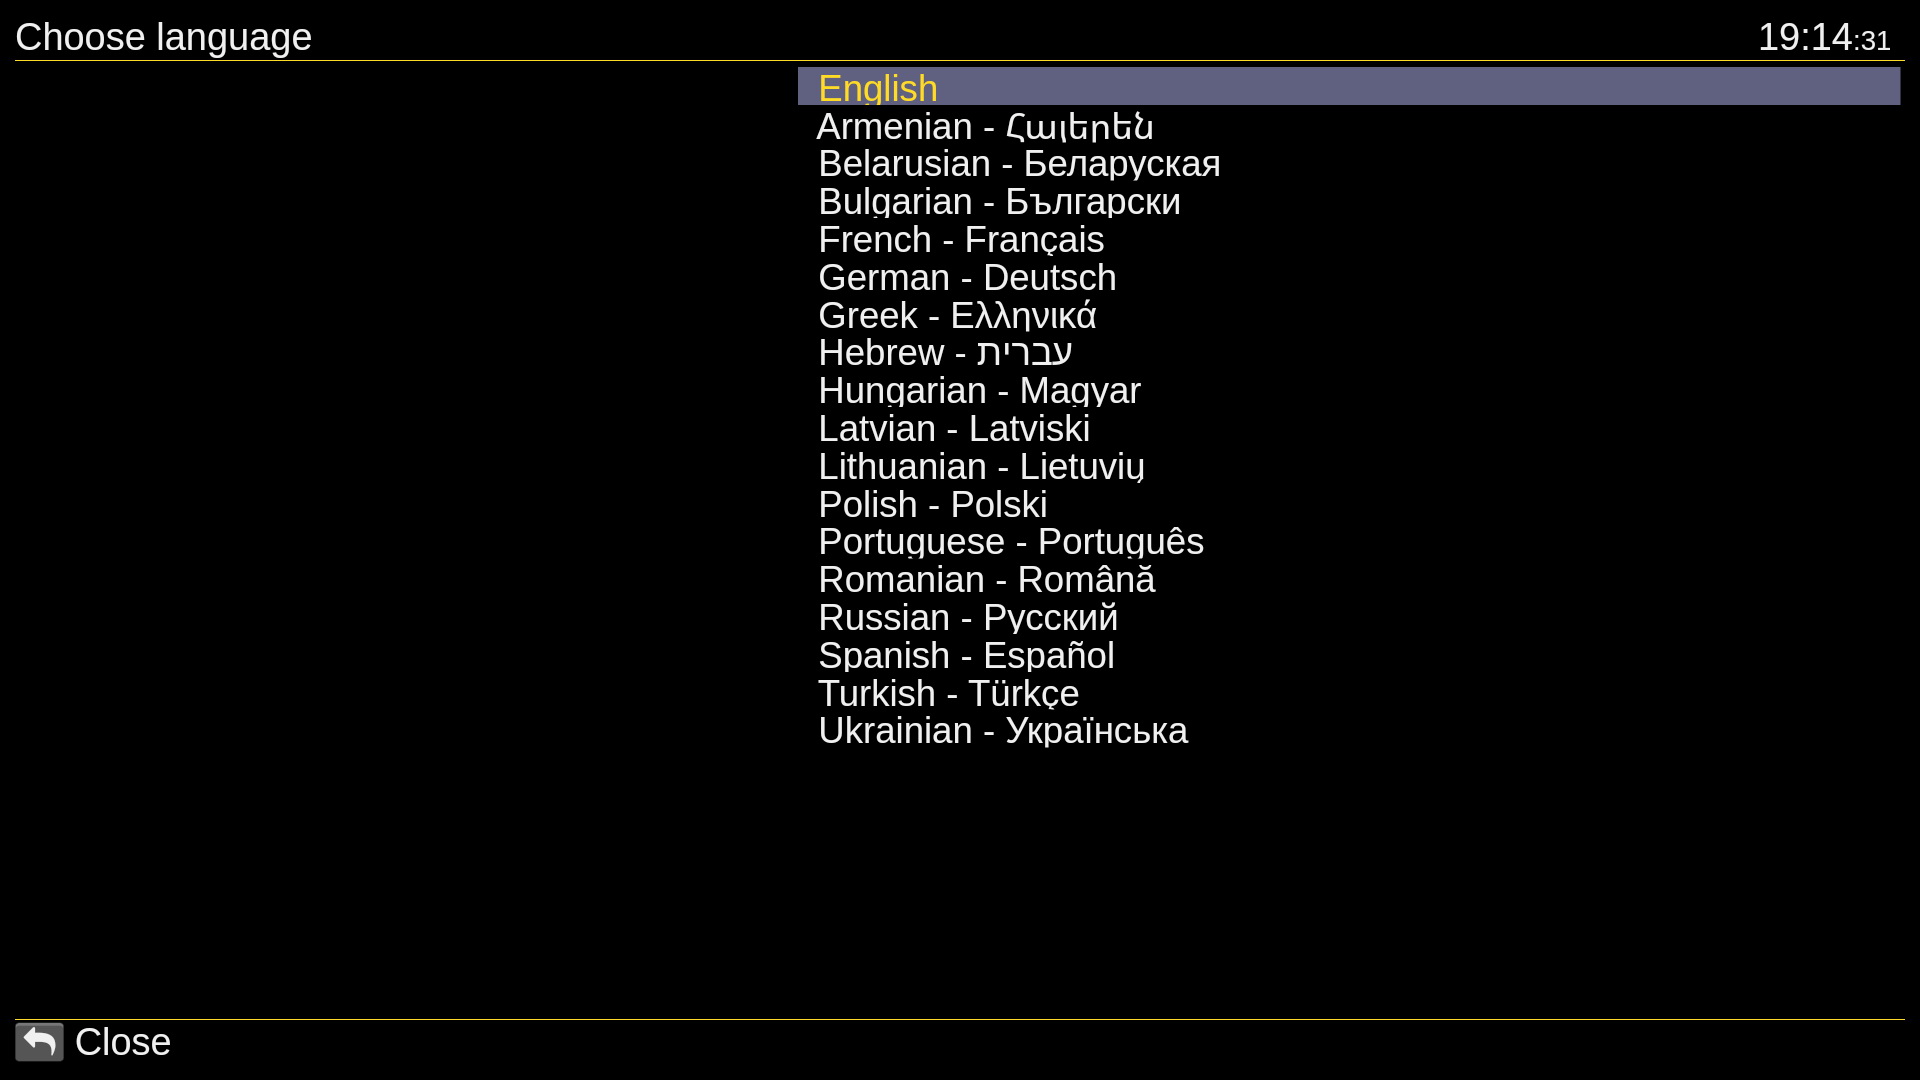 Choose language
19:14:31
English
Armenian - Հայերեն
Belarusian - Беларуская
Bulgarian - Български
French - Français
German - Deutsch
Greek - Ελληνικά
Hebrew - עברית
Hungarian - Magyar
Latvian - Latviski
Lithuanian - Lietuvių
Polish - Polski
Portuguese - Português
Romanian - Română
Russian - Русский
Spanish - Español
Turkish - Türkçe
Ukrainian - Українська
Close